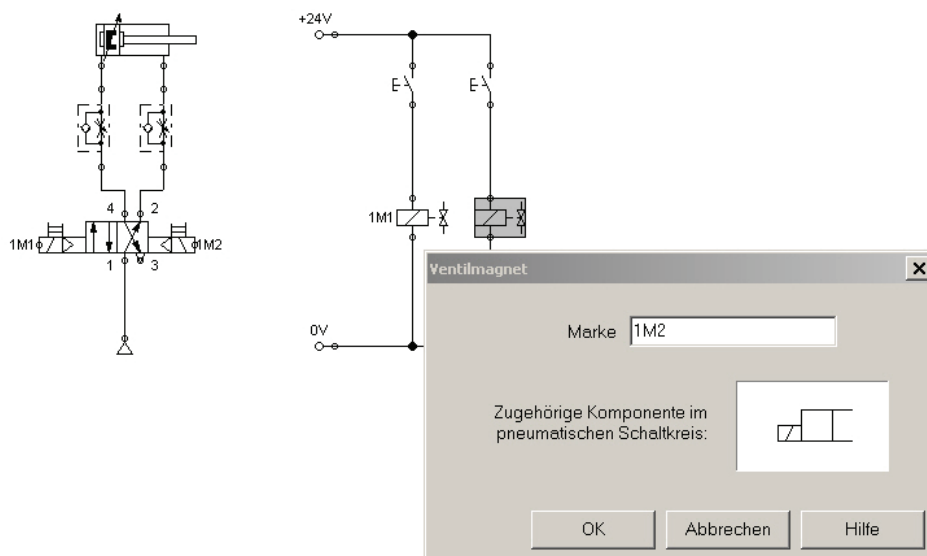 +24V
4 2
1M1 1M2
1 3
1M1
0V
Ventilmagnet
Marke 1M2
Zugehörige Komponente im
pneumatischen Schaltkreis:
OK Abbrechen Hilfe